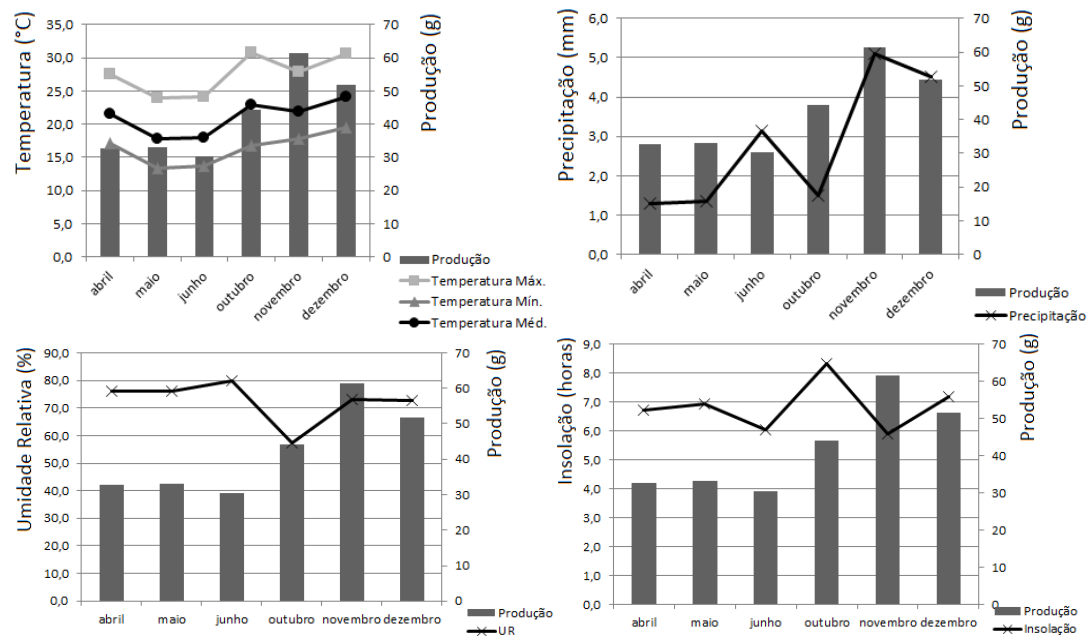 Temperatura (°C)
35,0
30,0
25,0
20,0
15,0
10,0
5,0
0,0
70
60
50
40
30
20
10
0
Produção (g)
abril
maio
junho
outubro
novembro
dezembro
Produção
Temperatura Máx.
Temperatura Mín.
Temperatura Méd.
Precipitação (mm)
6,0
5,0
4,0
3,0
2,0
1,0
0,0
70
60
50
40
30
20
10
0
Produção (g)
abril
maio
junho
outubro
novembro
dezembro
Produção
Precipitação
Umidade Relativa (%)
90,0
80,0
70,0
60,0
50,0
40,0
30,0
20,0
10,0
0,0
70
60
50
40
30
20
10
0
Produção (g)
abril maio junho outubro novembro dezembro
Produção
UR
Insolação (horas)
9,0
8,0
7,0
6,0
5,0
4,0
3,0
2,0
1,0
0,0
70
60
50
40
30
20
10
0
Produção (g)
abril maio junho outubro novembro dezembro
Produção
Insolação